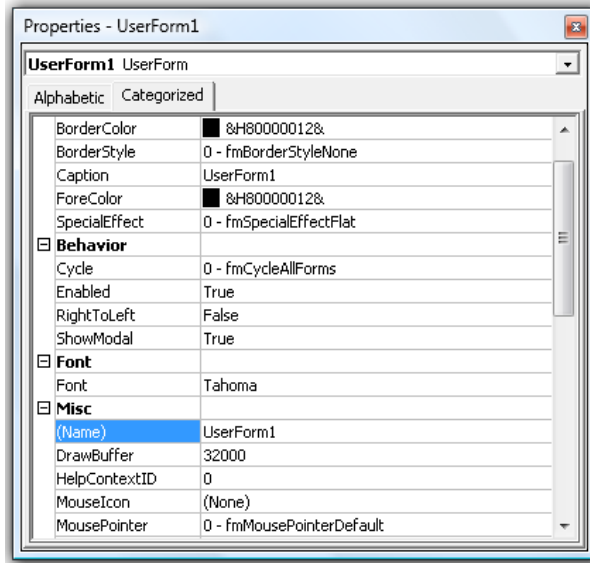 Properties - UserForm1
UserForm1 UserForm
Alphabetic Categorized
BorderColor &H80000012&
BorderStyle 0 - fmBorderStyleNone
Caption UserForm1
ForeColor &H80000012&
SpecialEffect 0 - fmSpecialEffectFlat
Behavior
Cycle 0 - fmCycleAllForms
Enabled True
RightToLeft False
ShowModal True
Font
Font Tahoma
Misc
(Name) UserForm1
DrawBuffer 32000
HelpContextID 0
MouseIcon (None)
MousePointer 0 - fmMousePointerDefault